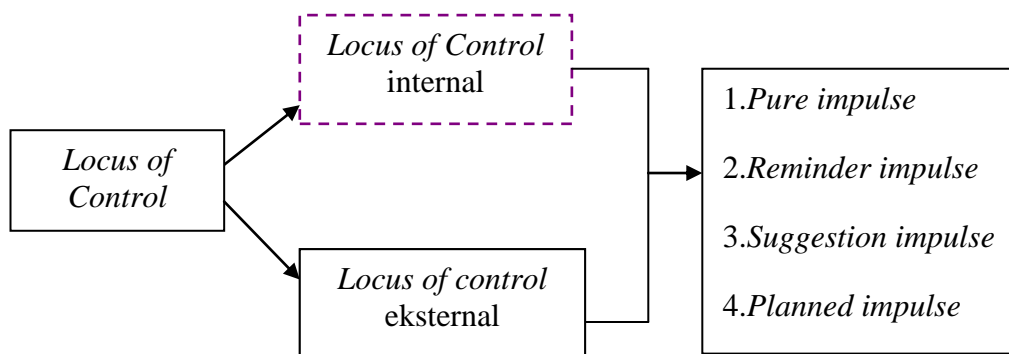 Locus of
Control
Locus of Control
internal
Locus of control
eksternal
1.Pure impulse
2.Reminder impulse
3.Suggestion impulse
4.Planned impulse